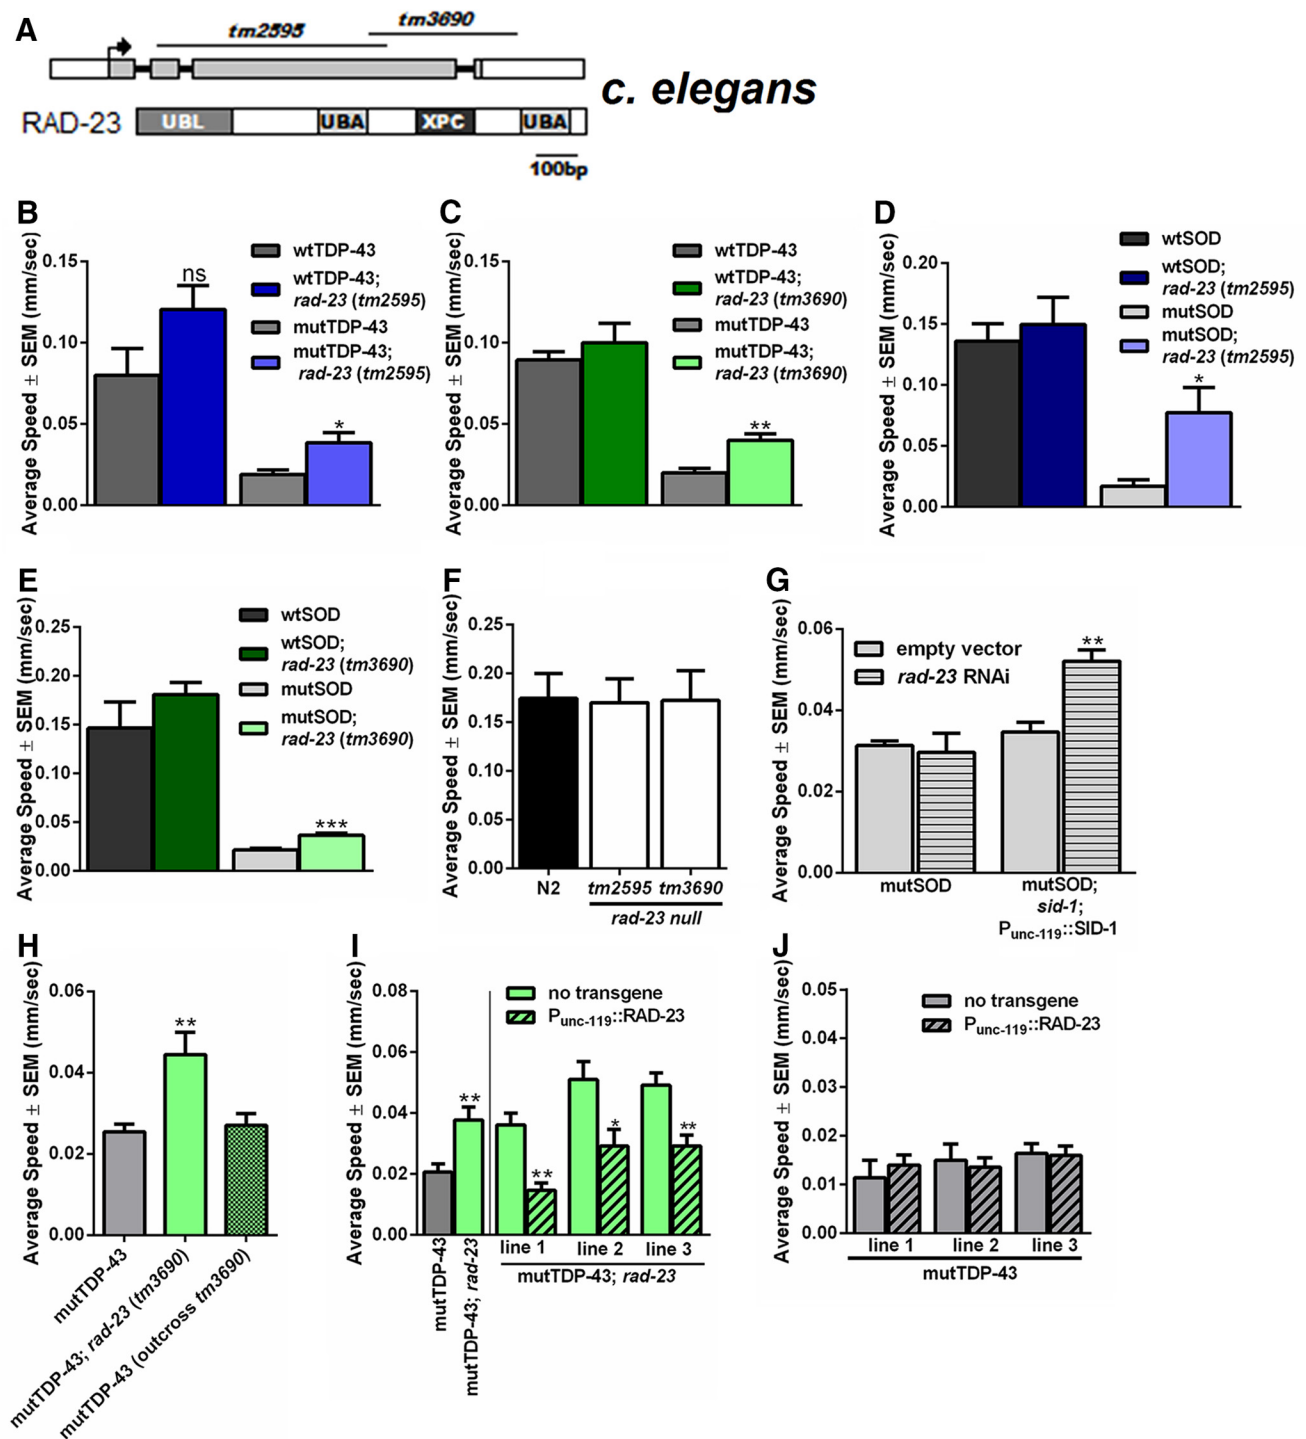 A
tm2595
tm3690
c. elegans
RAD-23
UBL
UBA
XPC
UBA
100bp
B
Average Speed ± SEM (mm/sec)
0.15
0.10
0.05
0.00
ns
*
wtTDP-43
wtTDP-43;
rad-23 (tm2595)
mutTDP-43
mutTDP-43;
rad-23 (tm2595)
C
Average Speed ± SEM (mm/sec)
0.15
0.10
0.05
0.00
**
wtTDP-43
wtTDP-43;
rad-23 (tm3690)
mutTDP-43
mutTDP-43;
rad-23 (tm3690)
D
Average Speed ± SEM (mm/sec)
0.20
0.15
0.10
0.05
0.00
*
wtSOD
wtSOD;
rad-23 (tm2595)
mutSOD
mutSOD;
rad-23 (tm2595)
E
Average Speed ± SEM (mm/sec)
0.25
0.20
0.15
0.10
0.05
0.00
***
wtSOD
wtSOD;
rad-23 (tm3690)
mutSOD
mutSOD;
rad-23 (tm3690)
F
Average Speed ± SEM (mm/sec)
0.25
0.20
0.15
0.10
0.05
0.00
N2
tm2595 tm3690
rad-23 null
G
Average Speed ± SEM (mm/sec)
0.06
0.04
0.02
0.00
empty vector
rad-23 RNAi
**
mutSOD
mutSOD;
sid-1;
Punc-119::SID-1
H
Average Speed ± SEM (mm/sec)
0.06
0.04
0.02
0.00
**
mutTDP-43
mutTDP-43; rad-23 (tm3690)
mutTDP-43 (outcross tm3690)
I
Average Speed ± SEM (mm/sec)
0.08
0.06
0.04
0.02
0.00
no transgene
Punc-119::RAD-23
**
**
*
**
mutTDP-43
mutTDP-43; rad-23
line 1
line 2
line 3
mutTDP-43; rad-23
J
Average Speed ± SEM (mm/sec)
0.05
0.04
0.03
0.02
0.01
0.00
no transgene
Punc-119::RAD-23
line 1
line 2
line 3
mutTDP-43